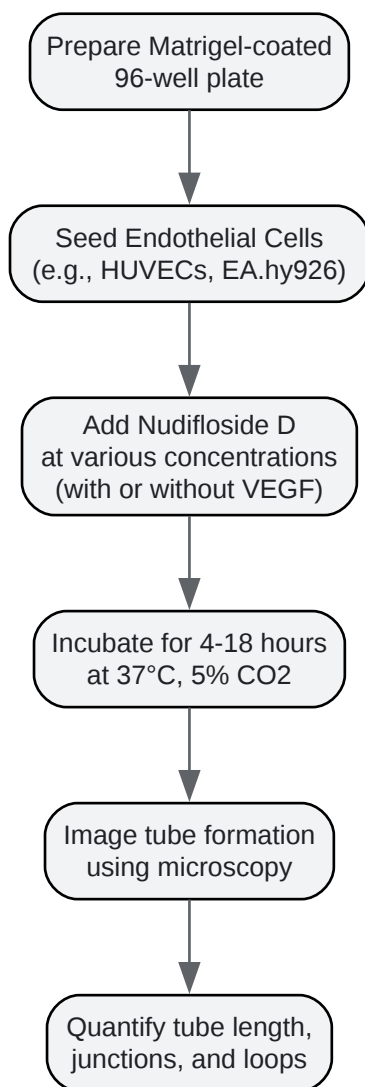 Prepare Matrigel-coated
96-well plate
Seed Endothelial Cells
(e.g., HUVECs, EA.hy926)
Add Nudifloside D
at various concentrations
(with or without VEGF)
Incubate for 4-18 hours
at 37°C, 5% CO2
Image tube formation
using microscopy
Quantify tube length,
junctions, and loops